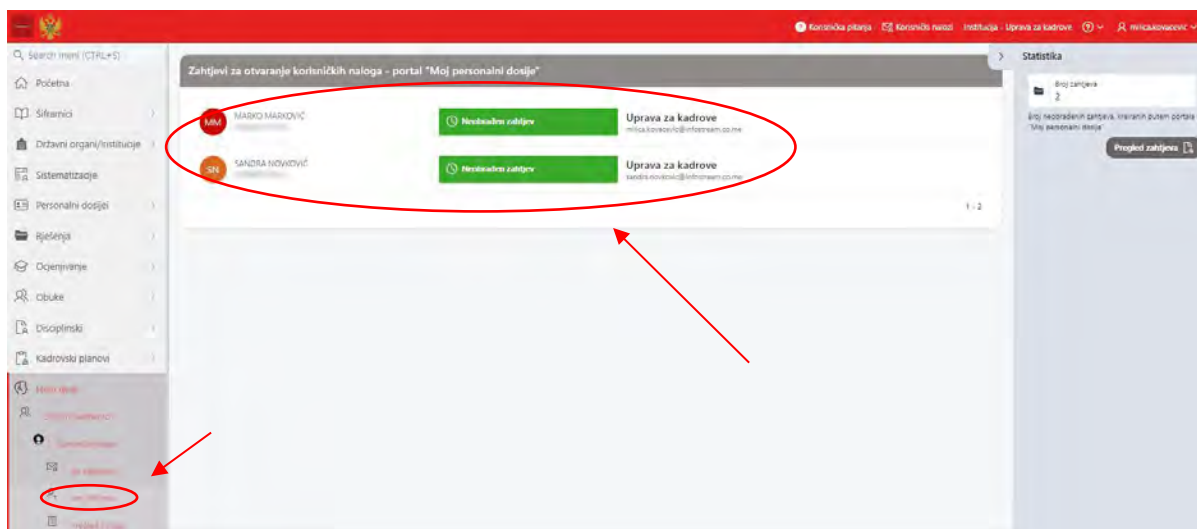 Korisnička pitanja Korisnički nalozi Institucija - Uprava za kadrove milica.kovacevic
Search meni (CTRL+S)
Početna
Šifarnici
Državni organi/institucije
Sistematizacije
Personalni dosijei
Rješenja
Ocjenjivanje
Obuke
Disciplinski
Kadrovski planovi
Zahtjevi za otvaranje korisničkih naloga - portal "Moj personalni dosije"
MM MARKO MARKOVIĆ Neobrađen zahtjev Uprava za kadrove
milica.kovacevic@infostream.co.me
SN SANDRA NOVKOVIĆ Neobrađen zahtjev Uprava za kadrove
sandra.novkovic@infostream.co.me
1 - 2
Statistika
Broj zahtjeva
2
Broj neobrađenih zahtjeva, kreiranih putem portala
"Moj personalni dosije"
Pregled zahtjeva